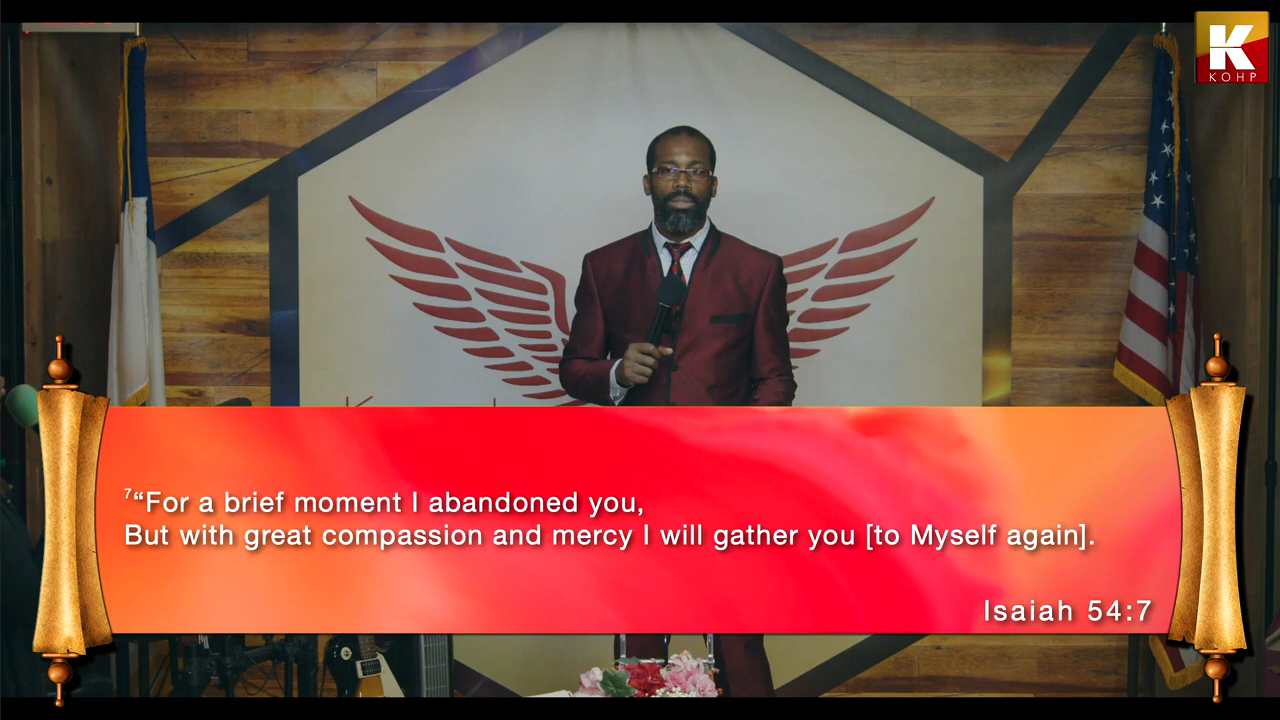 K
KOHP
⁷“For a brief moment I abandoned you,
But with great compassion and mercy I will gather you [to Myself again].
Isaiah 54:7